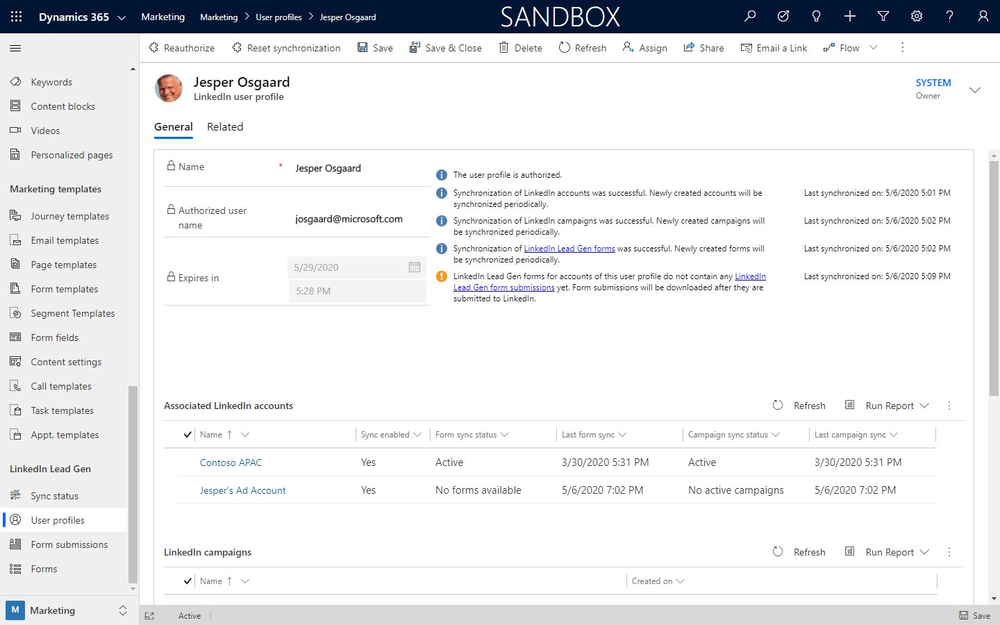 Dynamics 365 Marketing Marketing > User profiles > Jesper Osgaard SANDBOX
Reauthorize Reset synchronization Save Save & Close Delete Refresh Assign Share Email a Link Flow
Keywords
Content blocks
Videos
Personalized pages
Marketing templates
Journey templates
Email templates
Page templates
Form templates
Segment Templates
Form fields
Content settings
Call templates
Task templates
Appt. templates
LinkedIn Lead Gen
Sync status
User profiles
Form submissions
Forms
M Marketing
Jesper Osgaard
LinkedIn user profile
SYSTEM
Owner
General Related
Name * Jesper Osgaard
Authorized user
name
josgaard@microsoft.com
Expires in
5/29/2020
5:28 PM
The user profile is authorized.
Synchronization of LinkedIn accounts was successful. Newly created accounts will be Last synchronized on: 5/6/2020 5:01 PM
synchronized periodically.
Synchronization of LinkedIn campaigns was successful. Newly created campaigns will Last synchronized on: 5/6/2020 5:02 PM
be synchronized periodically.
Synchronization of LinkedIn Lead Gen forms was successful. Newly created forms will Last synchronized on: 5/6/2020 5:02 PM
be synchronized periodically.
LinkedIn Lead Gen forms for accounts of this user profile do not contain any LinkedIn Last synchronized on: 5/6/2020 5:09 PM
Lead Gen form submissions yet. Form submissions will be downloaded after they are
submitted to LinkedIn.
Associated LinkedIn accounts Refresh Run Report
Name ↑ Sync enabled Form sync status Last form sync Campaign sync status Last campaign sync
Contoso APAC Yes Active 3/30/2020 5:31 PM Active 3/30/2020 5:31 PM
Jesper's Ad Account Yes No forms available 5/6/2020 7:02 PM No active campaigns 5/6/2020 7:02 PM
LinkedIn campaigns Refresh Run Report
Name ↑ Created on
Active Save